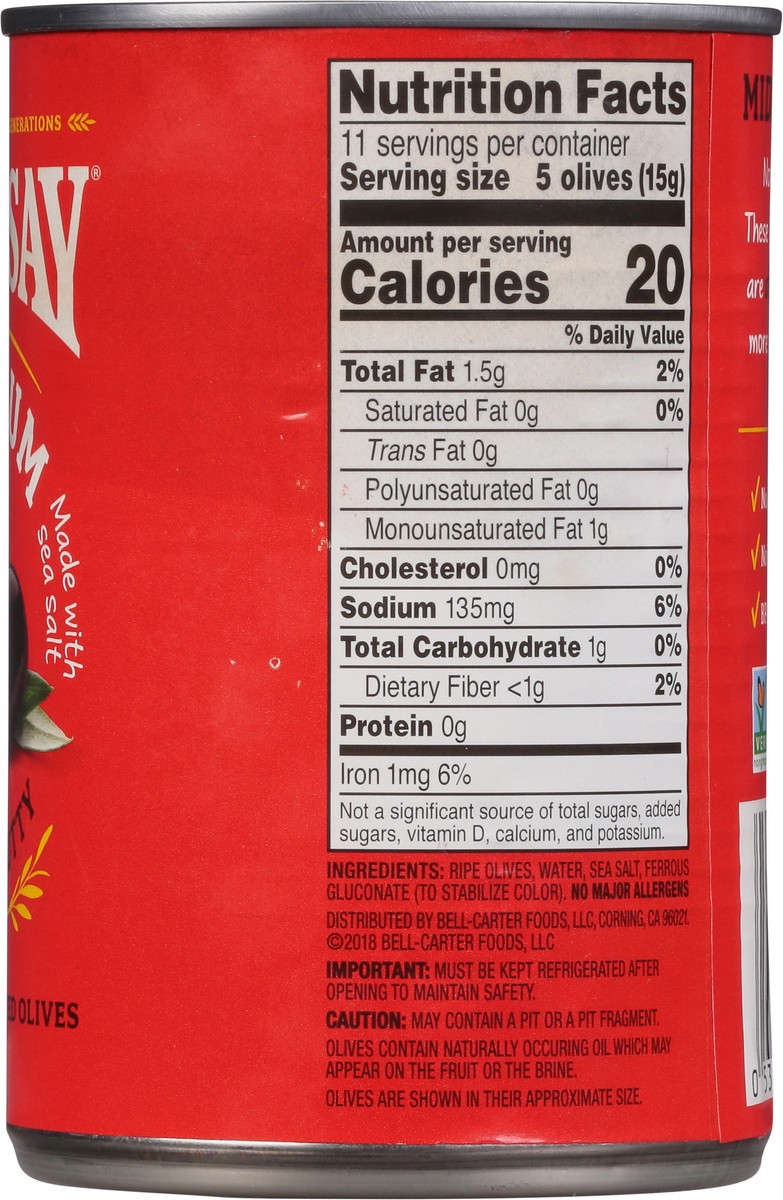 Nutrition Facts
11 servings per container
Serving size 5 olives (15g)
Amount per serving
Calories 20
% Daily Value
Total Fat 1.5g 2%
Saturated Fat 0g 0%
Trans Fat 0g
Polyunsaturated Fat 0g
Monounsaturated Fat 1g
Cholesterol 0mg 0%
Sodium 135mg 6%
Total Carbohydrate 1g 0%
Dietary Fiber <1g 2%
Protein 0g
Iron 1mg 6%
Not a significant source of total sugars, added
sugars, vitamin D, calcium, and potassium.
INGREDIENTS: RIPE OLIVES, WATER, SEA SALT, FERROUS
GLUCONATE (TO STABILIZE COLOR). NO MAJOR ALLERGENS
DISTRIBUTED BY BELL-CARTER FOODS, LLC, CORNING, CA 96021.
©2018 BELL-CARTER FOODS, LLC
IMPORTANT: MUST BE KEPT REFRIGERATED AFTER
OPENING TO MAINTAIN SAFETY.
CAUTION: MAY CONTAIN A PIT OR A PIT FRAGMENT.
OLIVES CONTAIN NATURALLY OCCURING OIL WHICH MAY
APPEAR ON THE FRUIT OR THE BRINE.
OLIVES ARE SHOWN IN THEIR APPROXIMATE SIZE.
SAY®
UM
Made with
sea salt
OLIVES
These
are
more